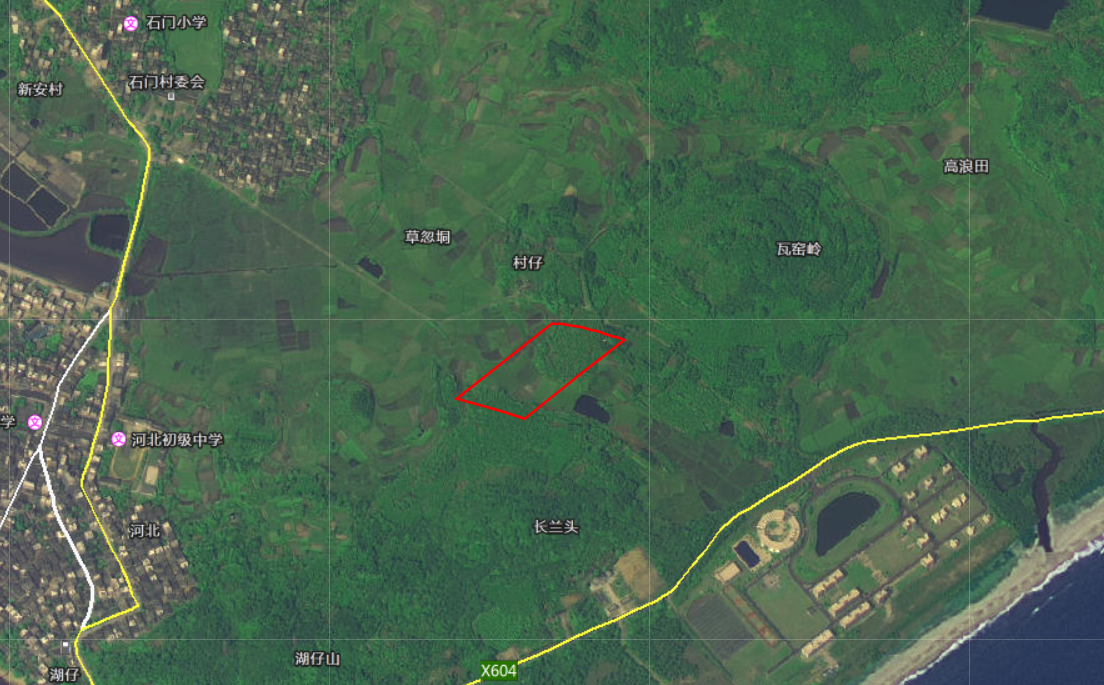 石门小学
石门村委会
新安村
高浪田
草忽垌
瓦窑岭
村仔
学
河北初级中学
河北
长兰头
湖仔山
X604
湖仔